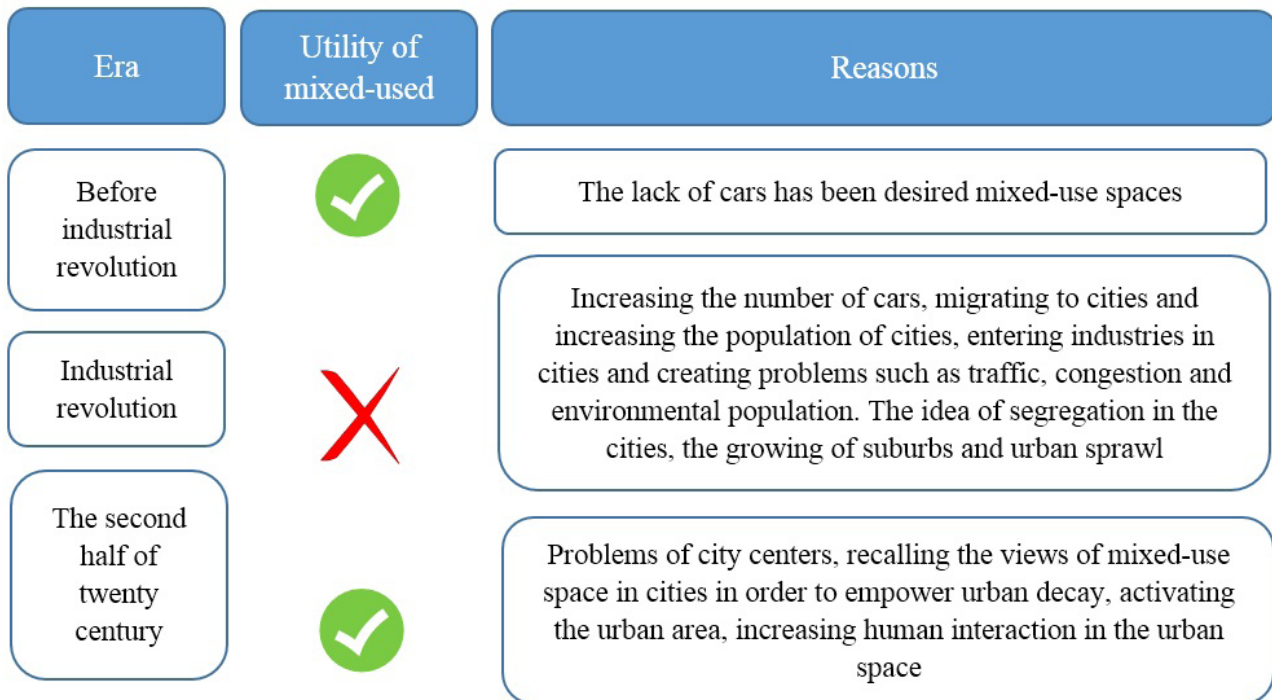 Era
Utility of
mixed-used
Reasons
Before
industrial
revolution
The lack of cars has been desired mixed-use spaces
Industrial
revolution
Increasing the number of cars, migrating to cities and
increasing the population of cities, entering industries in
cities and creating problems such as traffic, congestion and
environmental population. The idea of segregation in the
cities, the growing of suburbs and urban sprawl
The second
half of
twenty
century
Problems of city centers, recalling the views of mixed-use
space in cities in order to empower urban decay, activating
the urban area, increasing human interaction in the urban
space